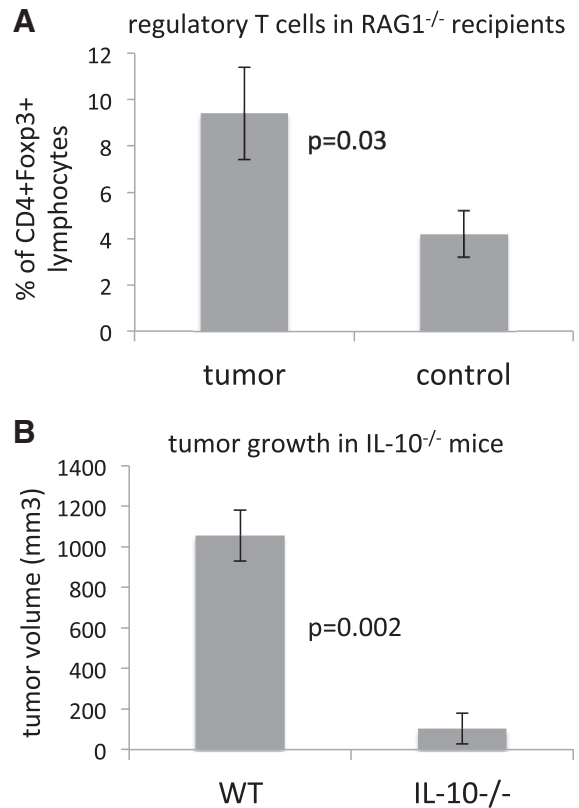 A
regulatory T cells in RAG1-/- recipients
% of CD4+Foxp3+
lymphocytes
12
10
8
6
4
2
0
p=0.03
tumor control
B
tumor growth in IL-10-/- mice
tumor volume (mm3)
1400
1200
1000
800
600
400
200
0
p=0.002
WT IL-10-/-